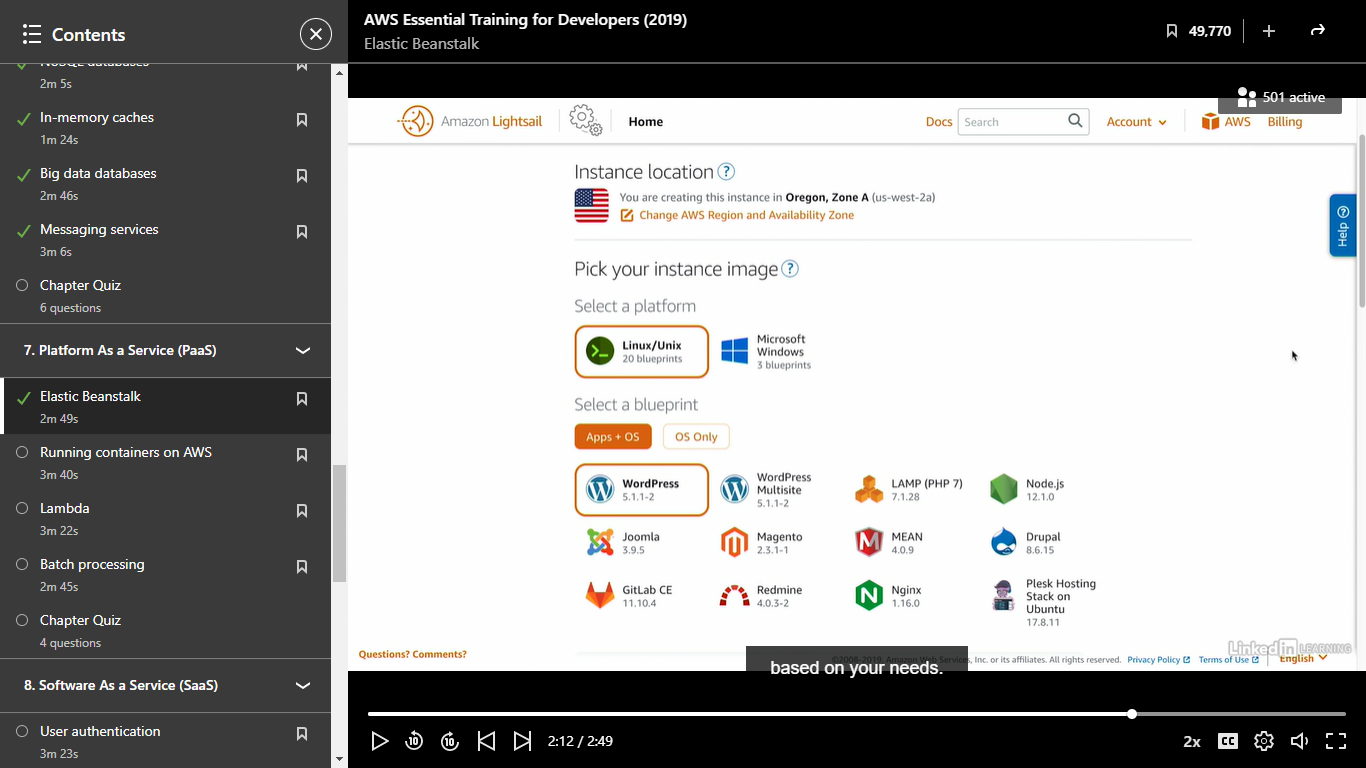 Contents
NoSQL databases
2m 5s
In-memory caches
1m 24s
Big data databases
2m 46s
Messaging services
3m 6s
Chapter Quiz
6 questions
7. Platform As a Service (PaaS)
Elastic Beanstalk
2m 49s
Running containers on AWS
3m 40s
Lambda
3m 22s
Batch processing
2m 45s
Chapter Quiz
4 questions
8. Software As a Service (SaaS)
User authentication
3m 23s
AWS Essential Training for Developers (2019)
Elastic Beanstalk
49,770
501 active
Amazon Lightsail
Home
Docs
Search
Account
AWS
Billing
Instance location ?
You are creating this instance in Oregon, Zone A (us-west-2a)
Change AWS Region and Availability Zone
Help ?
Pick your instance image ?
Select a platform
Linux/Unix
20 blueprints
Microsoft
Windows
3 blueprints
Select a blueprint
Apps + OS
OS Only
WordPress
5.1.1-2
WordPress
Multisite
5.1.1-2
LAMP (PHP 7)
7.1.28
Node.js
12.1.0
Joomla
3.9.5
Magento
2.3.1-1
MEAN
4.0.9
Drupal
8.6.15
GitLab CE
11.10.4
Redmine
4.0.3-2
Nginx
1.16.0
Plesk Hosting
Stack on
Ubuntu
17.8.11
Linked in LEARNING
Questions? Comments?
©2008-2019, Amazon Web Services, Inc. or its affiliates. All rights reserved.
Privacy Policy
Terms of Use
English
based on your needs.
10
10
2:12 / 2:49
2x
CC